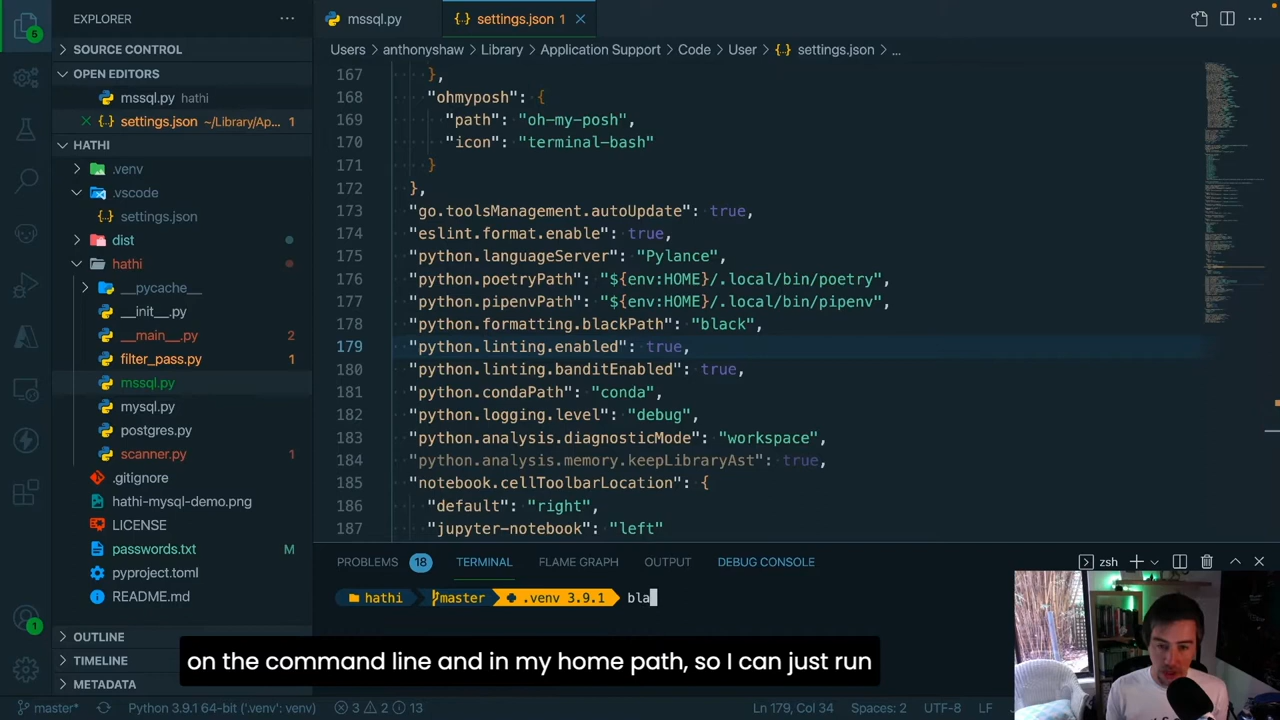 EXPLORER
SOURCE CONTROL
OPEN EDITORS
mssql.py hathi
settings.json ~/Library/Ap... 1
HATHI
.venv
.vscode
settings.json
dist
hathi
__pycache__
__init__.py
__main__.py 2
filter_pass.py 1
mssql.py
mysql.py
postgres.py
scanner.py 1
.gitignore
hathi-mysql-demo.png
LICENSE
passwords.txt M
pyproject.toml
README.md
OUTLINE
TIMELINE
METADATA
5
1
mssql.py
settings.json 1
Users > anthonyshaw > Library > Application Support > Code > User > {} settings.json > ...
167 },
168 "ohmyposh": {
169 "path": "oh-my-posh",
170 "icon": "terminal-bash"
171 }
172 },
173 "go.toolsManagement.autoUpdate": true,
174 "eslint.format.enable": true,
175 "python.languageServer": "Pylance",
176 "python.poetryPath": "${env:HOME}/.local/bin/poetry",
177 "python.pipenvPath": "${env:HOME}/.local/bin/pipenv",
178 "python.formatting.blackPath": "black",
179 "python.linting.enabled": true,
180 "python.linting.banditEnabled": true,
181 "python.condaPath": "conda",
182 "python.logging.level": "debug",
183 "python.analysis.diagnosticMode": "workspace",
184 "python.analysis.memory.keepLibraryAst": true,
185 "notebook.cellToolbarLocation": {
186 "default": "right",
187 "jupyter-notebook": "left"
PROBLEMS 18 TERMINAL FLAME GRAPH OUTPUT DEBUG CONSOLE zsh
hathi master .venv 3.9.1 bla
on the command line and in my home path, so I can just run
master* Python 3.9.1 64-bit ('.venv': venv) 3 2 13 Ln 179, Col 34 Spaces: 2 UTF-8 LF